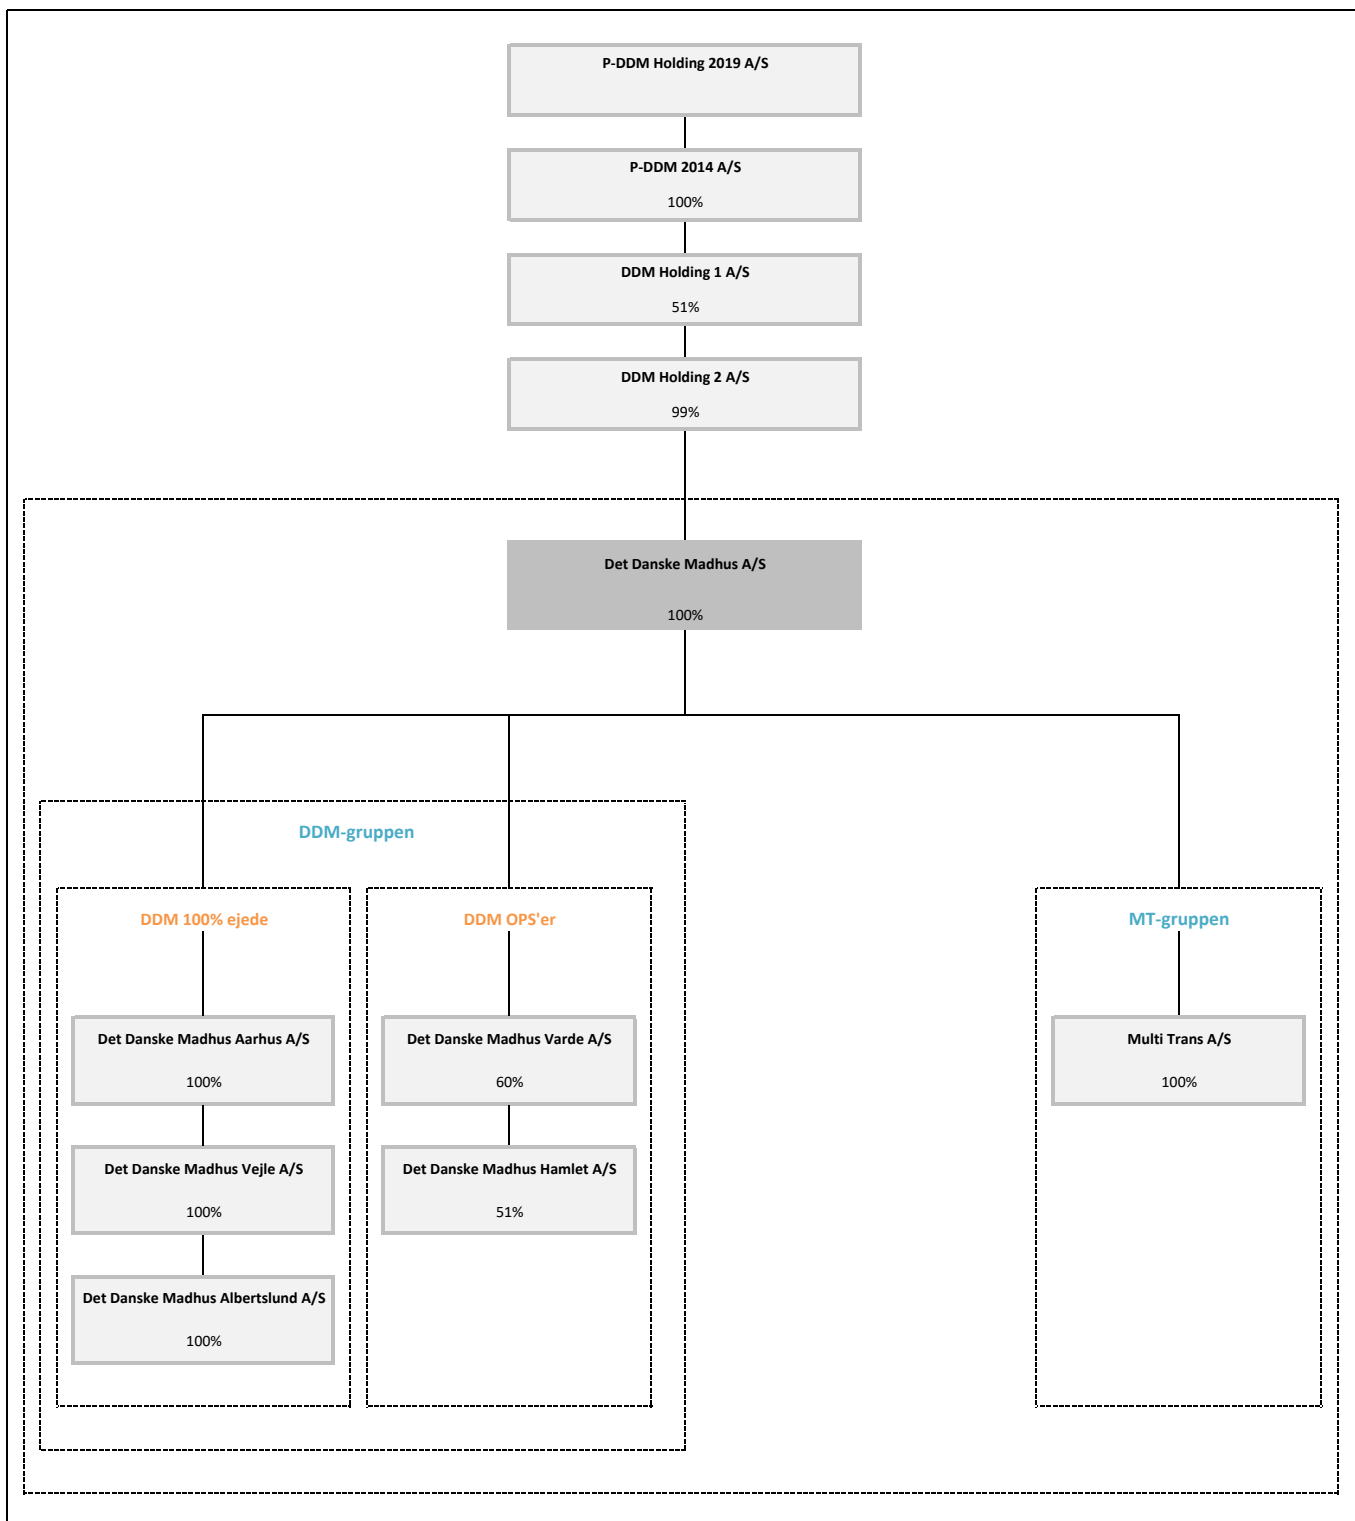 P-DDM Holding 2019 A/S
P-DDM 2014 A/S
100%
DDM Holding 1 A/S
51%
DDM Holding 2 A/S
99%
Det Danske Madhus A/S
100%
DDM-gruppen
DDM 100% ejede
DDM OPS'er
MT-gruppen
Det Danske Madhus Aarhus A/S
100%
Det Danske Madhus Varde A/S
60%
Multi Trans A/S
100%
Det Danske Madhus Vejle A/S
100%
Det Danske Madhus Hamlet A/S
51%
Det Danske Madhus Albertslund A/S
100%